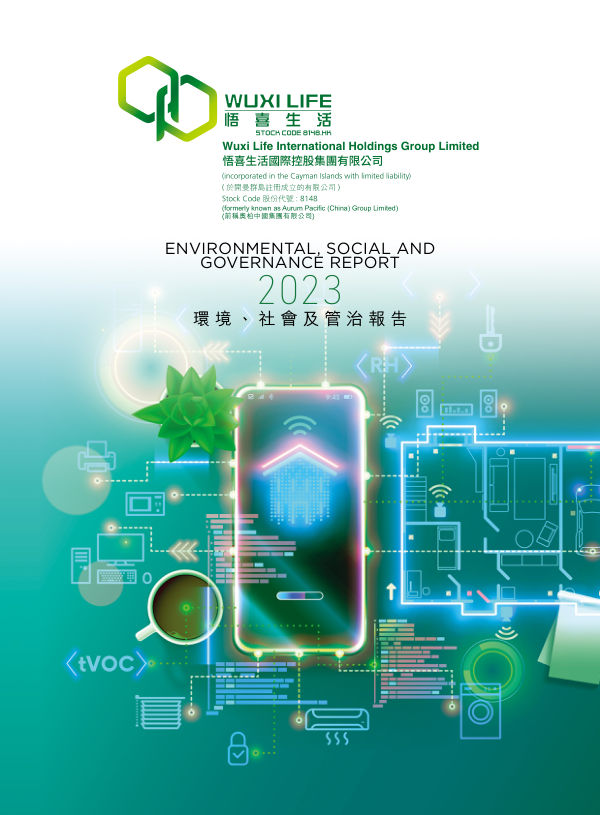 WUXI LIFE
悟喜生活
STOCK CODE 8148.HK
Wuxi Life International Holdings Group Limited
悟喜生活國際控股集團有限公司
(incorporated in the Cayman Islands with limited liability)
(於開曼群島註冊成立的有限公司)
Stock Code 股份代號 : 8148
(formerly known as Aurum Pacific (China) Group Limited)
(前稱奧柏中國集團有限公司)
ENVIRONMENTAL, SOCIAL AND
GOVERNANCE REPORT
2023
環境、社會及管治報告
RH
9:43
tVOC